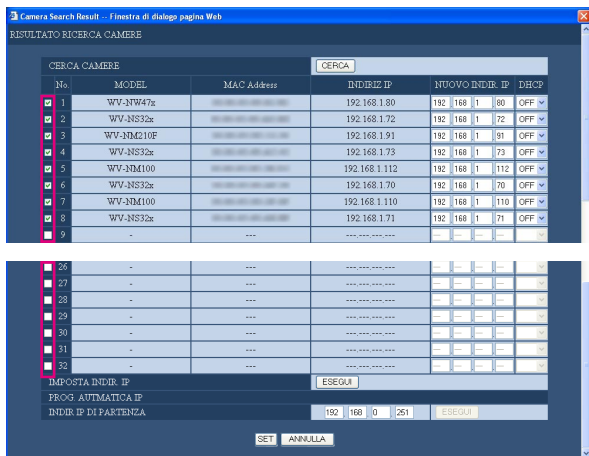 Camera Search Result -- Finestra di dialogo pagina Web
RISULTATO RICERCA CAMERE
CERCA CAMERE CERCA
No. MODEL MAC Address INDIRIZ IP NUOVO INDIR. IP DHCP
1 WV-NW47x 192.168.1.80 192 168 1 80 OFF
2 WV-NS32x 192.168.1.72 192 168 1 72 OFF
3 WV-NM210F 192.168.1.91 192 168 1 91 OFF
4 WV-NS32x 192.168.1.73 192 168 1 73 OFF
5 WV-NM100 192.168.1.112 192 168 1 112 OFF
6 WV-NS32x 192.168.1.70 192 168 1 70 OFF
7 WV-NM100 192.168.1.110 192 168 1 110 OFF
8 WV-NS32x 192.168.1.71 192 168 1 71 OFF
9 - --- ---.---.---.--- --- --- --- ---
26 - --- ---.---.---.--- --- --- --- ---
27 - --- ---.---.---.--- --- --- --- ---
28 - --- ---.---.---.--- --- --- --- ---
29 - --- ---.---.---.--- --- --- --- ---
30 - --- ---.---.---.--- --- --- --- ---
31 - --- ---.---.---.--- --- --- --- ---
32 - --- ---.---.---.--- --- --- --- ---
IMPOSTA INDIR. IP ESEGUI
PROG. AUTMATICA IP
INDIR IP DI PARTENZA 192 . 168 . 0 . 251 ESEGUI
SET ANNULLA